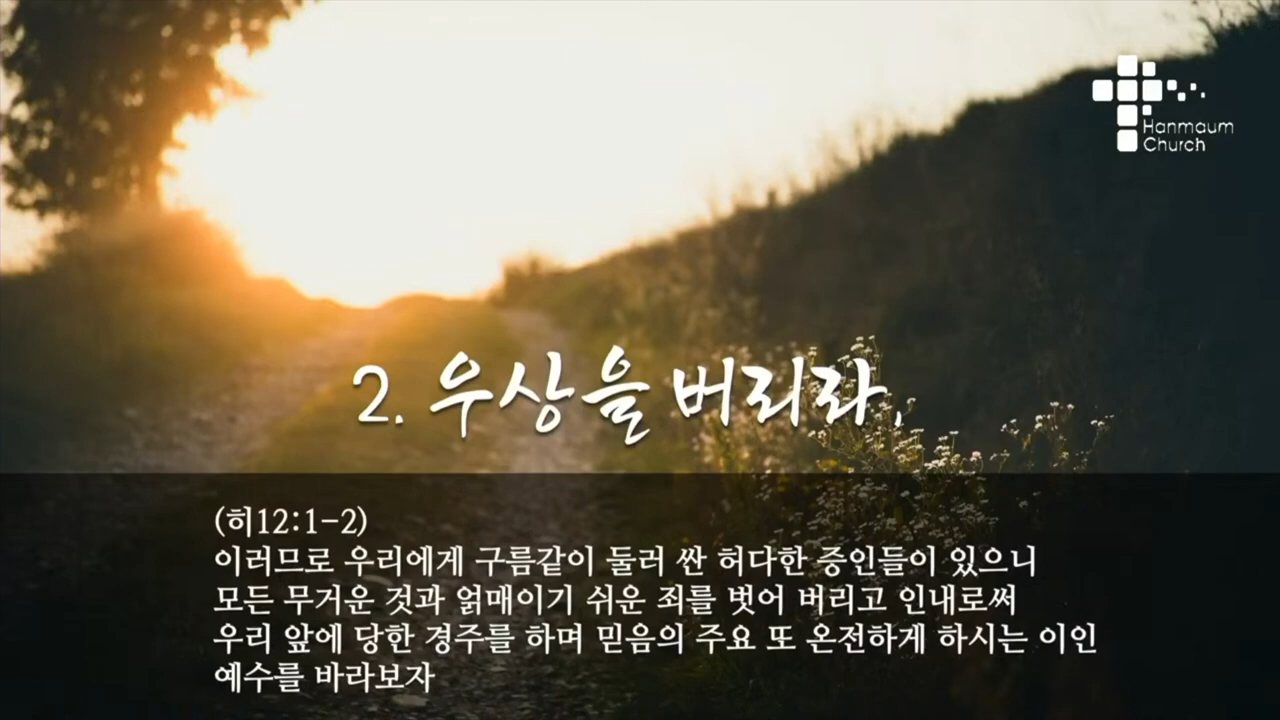 Hanmaum
Church
2. 우상을 버리라.
(히12:1-2)
이러므로 우리에게 구름같이 둘러 싼 허다한 증인들이 있으니
모든 무거운 것과 얽매이기 쉬운 죄를 벗어 버리고 인내로써
우리 앞에 당한 경주를 하며 믿음의 주요 또 온전하게 하시는 이인
예수를 바라보자